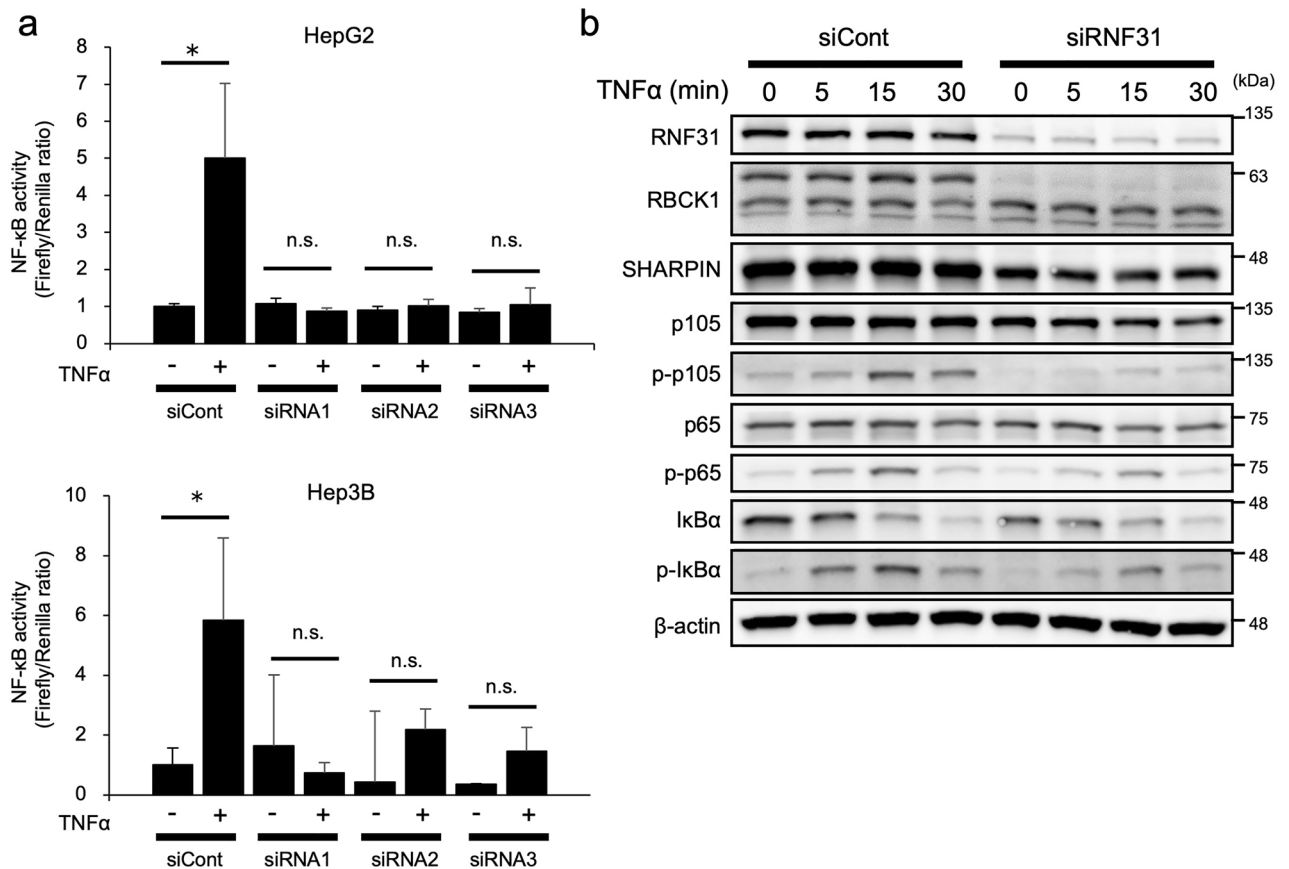 a
HepG2
NF-κB activity
(Firefly/Renilla ratio)
8
7
6
5
4
3
2
1
0
*
n.s.
n.s.
n.s.
TNFα - + - + - + - +
siCont siRNA1 siRNA2 siRNA3
Hep3B
NF-κB activity
(Firefly/Renilla ratio)
10
8
6
4
2
0
*
n.s.
n.s.
n.s.
TNFα - + - + - + - +
siCont siRNA1 siRNA2 siRNA3
b
siCont siRNF31
TNFα (min) 0 5 15 30 0 5 15 30 (kDa)
RNF31 135
RBCK1 63
SHARPIN 48
p105 135
p-p105 135
p65 75
p-p65 75
IκBα 48
p-IκBα 48
β-actin 48